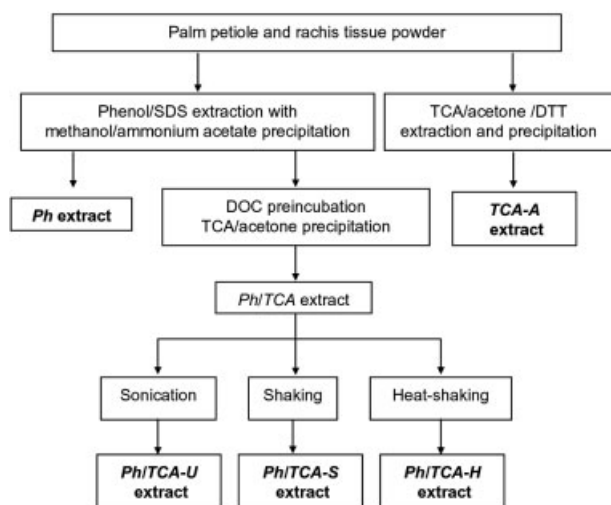 Palm petiole and rachis tissue powder
Phenol/SDS extraction with
methanol/ammonium acetate precipitation
TCA/acetone /DTT
extraction and precipitation
Ph extract
DOC preincubation
TCA/acetone precipitation
TCA-A
extract
Ph/TCA extract
Sonication
Shaking
Heat-shaking
Ph/TCA-U
extract
Ph/TCA-S
extract
Ph/TCA-H
extract